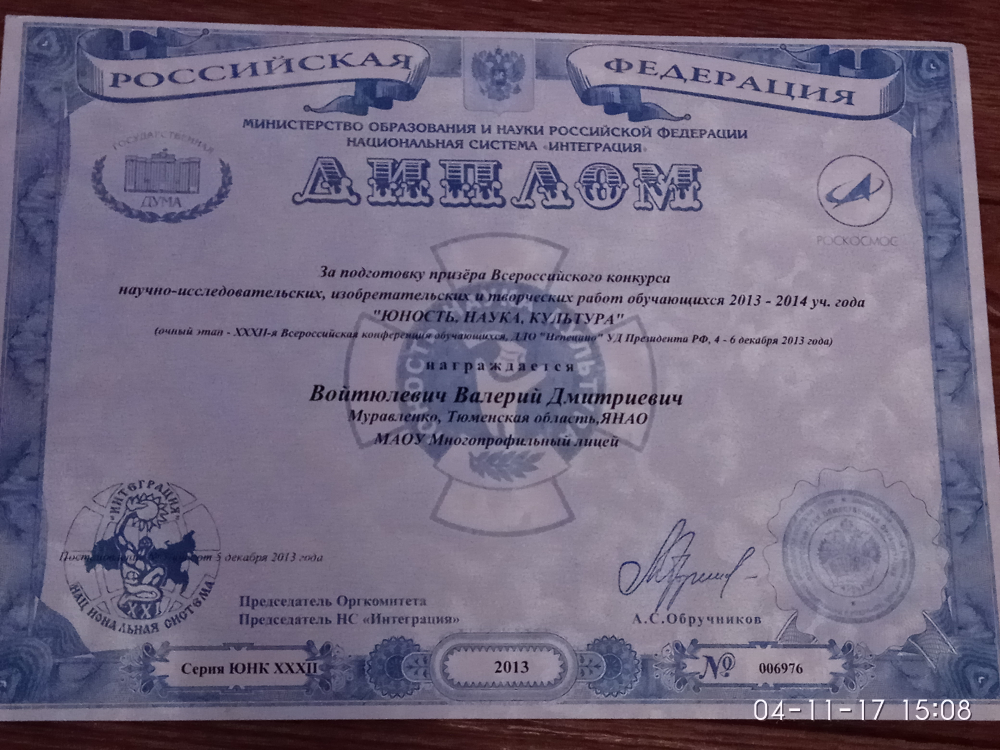 РОССИЙСКАЯ ФЕДЕРАЦИЯ
МИНИСТЕРСТВО ОБРАЗОВАНИЯ И НАУКИ РОССИЙСКОЙ ФЕДЕРАЦИИ
НАЦИОНАЛЬНАЯ СИСТЕМА «ИНТЕГРАЦИЯ»
ГОСУДАРСТВЕННАЯ
ДУМА
ДИПЛОМ
РОСКОСМОС
За подготовку призёра Всероссийского конкурса
научно-исследовательских, изобретательских и творческих работ обучающихся 2013 - 2014 уч. года
"ЮНОСТЬ, НАУКА, КУЛЬТУРА"
(очный этап - XXXII-я Всероссийская конференция обучающихся, ДДО "Непецино" УД Президента РФ, 4 - 6 декабря 2013 года)
награждается
Войтюлевич Валерий Дмитриевич
Муравленко, Тюменская область,ЯНАО
МАОУ Многопрофильный лицей
ИНТЕГРАЦИЯ
от 5 декабря 2013 года
XXI
НАЦИОНАЛЬНАЯ СИСТЕМА
Председатель Оргкомитета
Председатель НС «Интеграция»
А.С.Обручников
Серия ЮНК XXXII
2013
№ 006976
04-11-17 15:08